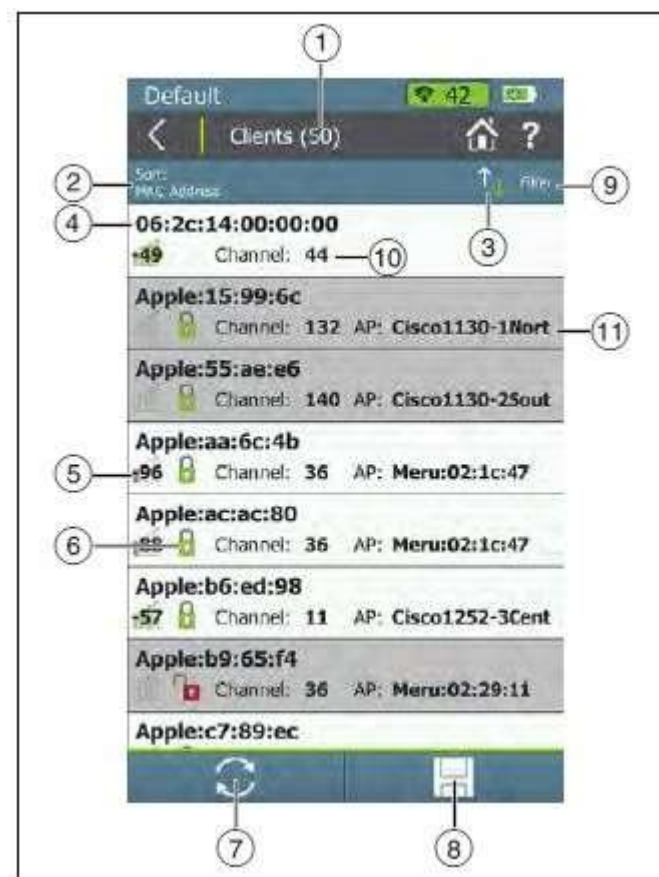 1
Default 42
Clients (50) ?
Sort:
MAC Address Filter
2 9
4 06:2c:14:00:00:00 3
-49 Channel: 44 10
Apple:15:99:6c
Channel: 132 AP: Cisco1130-1Nort 11
Apple:55:ae:e6
Channel: 140 AP: Cisco1130-2Sout
Apple:aa:6c:4b
5 -96 Channel: 36 AP: Meru:02:1c:47
Apple:ac:ac:80
6 -88 Channel: 36 AP: Meru:02:1c:47
Apple:b6:ed:98
-57 Channel: 11 AP: Cisco1252-3Cent
Apple:b9:65:f4
Channel: 36 AP: Meru:02:29:11
Apple:c7:89:ec
7 8